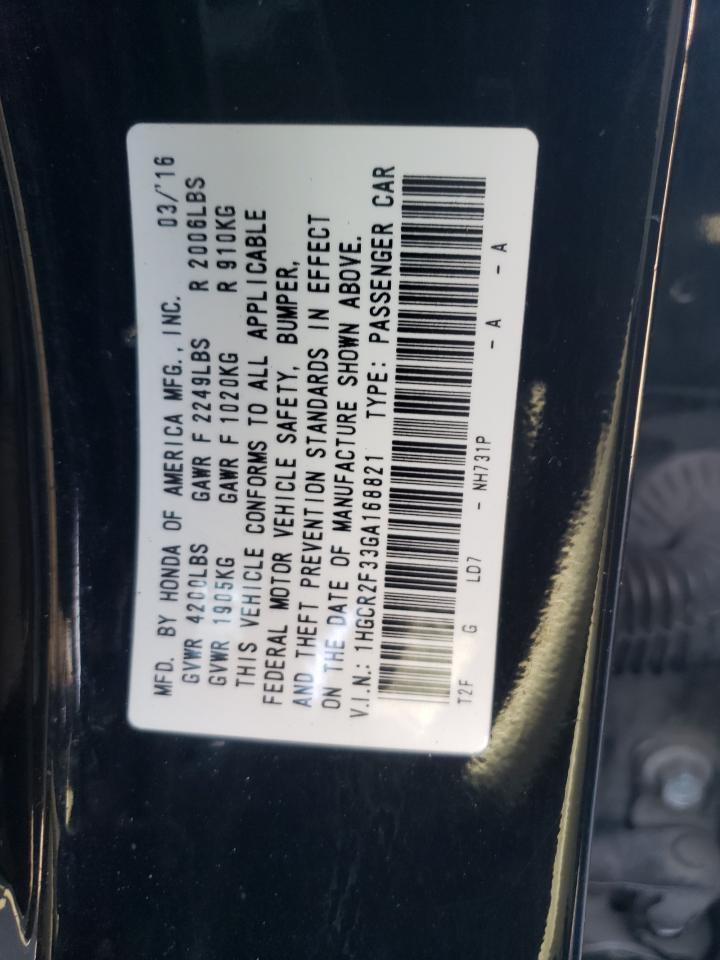 MFD. BY HONDA OF AMERICA MFG., INC. 03/'16
GVWR 4200LBS GAWR F 2249LBS R 2006LBS
GVWR 1905KG GAWR F 1020KG R 910KG
THIS VEHICLE CONFORMS TO ALL APPLICABLE
FEDERAL MOTOR VEHICLE SAFETY, BUMPER,
AND THEFT PREVENTION STANDARDS IN EFFECT
ON THE DATE OF MANUFACTURE SHOWN ABOVE.
V.I.N.: 1HGCR2F33GA168821 TYPE: PASSENGER CAR
T2F G LD7 - NH731P - A - A